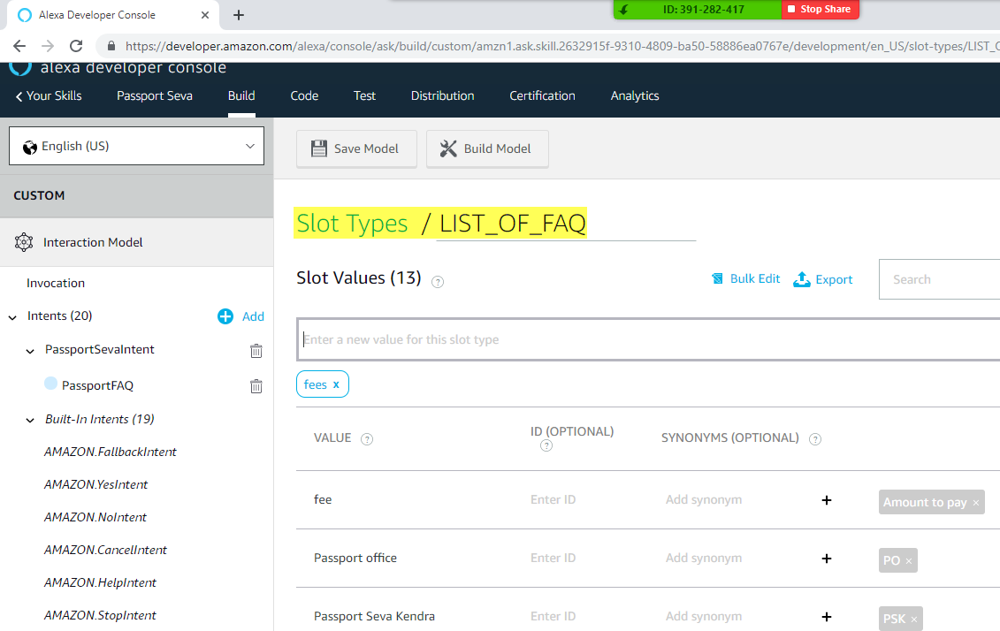 Alexa Developer Console
ID: 391-282-417
Stop Share
https://developer.amazon.com/alexa/console/ask/build/custom/amzn1.ask.skill.2632915f-9310-4809-ba50-58886ea0767e/development/en_US/slot-types/LIST_
alexa developer console
Your Skills
Passport Seva
Build
Code
Test
Distribution
Certification
Analytics
English (US)
Save Model
Build Model
CUSTOM
Interaction Model
Invocation
Intents (20)
Add
PassportSevaIntent
PassportFAQ
Built-In Intents (19)
AMAZON.FallbackIntent
AMAZON.YesIntent
AMAZON.NoIntent
AMAZON.CancelIntent
AMAZON.HelpIntent
AMAZON.StopIntent
Slot Types / LIST_OF_FAQ
Slot Values (13) ?
Bulk Edit
Export
Search
Enter a new value for this slot type
fees x
VALUE ?
ID (OPTIONAL) ?
SYNONYMS (OPTIONAL) ?
fee
Enter ID
Add synonym
+
Amount to pay ×
Passport office
Enter ID
Add synonym
+
PO ×
Passport Seva Kendra
Enter ID
Add synonym
+
PSK ×